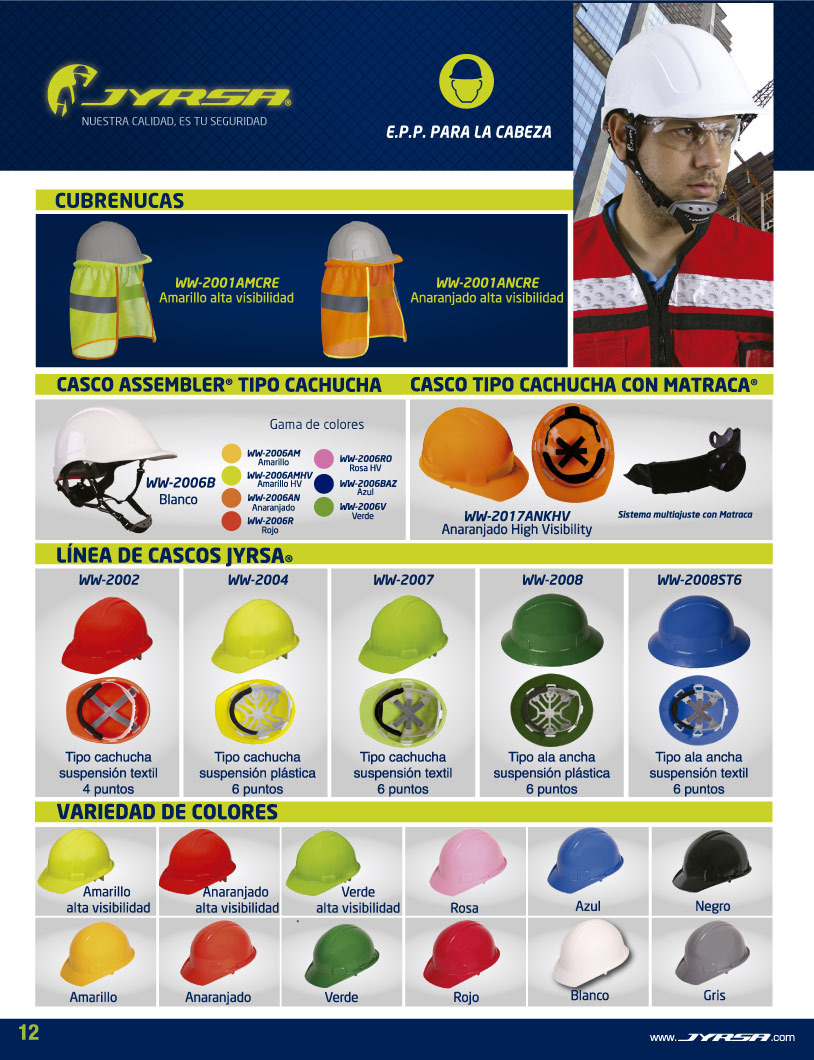 JYRSA®
NUESTRA CALIDAD, ES TU SEGURIDAD
E.P.P. PARA LA CABEZA
CUBRENUCAS
WW-2001AMCRE
Amarillo alta visibilidad
WW-2001ANCRE
Anaranjado alta visibilidad
CASCO ASSEMBLER® TIPO CACHUCHA
WW-2006B
Blanco
Gama de colores
WW-2006AM
Amarillo
WW-2006AMHV
Amarillo HV
WW-2006AN
Anaranjado
WW-2006R
Rojo
WW-2006RO
Rosa HV
WW-2006BAZ
Azul
WW-2006V
Verde
CASCO TIPO CACHUCHA CON MATRACA®
WW-2017ANKHV
Anaranjado High Visibility
Sistema multiajuste con Matraca
LÍNEA DE CASCOS JYRSA®
WW-2002
Tipo cachucha
suspensión textil
4 puntos
WW-2004
Tipo cachucha
suspensión plástica
6 puntos
WW-2007
Tipo cachucha
suspensión textil
6 puntos
WW-2008
Tipo ala ancha
suspensión plástica
6 puntos
WW-2008ST6
Tipo ala ancha
suspensión textil
6 puntos
VARIEDAD DE COLORES
Amarillo
alta visibilidad
Anaranjado
alta visibilidad
Verde
alta visibilidad
Rosa
Azul
Negro
Amarillo
Anaranjado
Verde
Rojo
Blanco
Gris
12
www.JYRSA.com